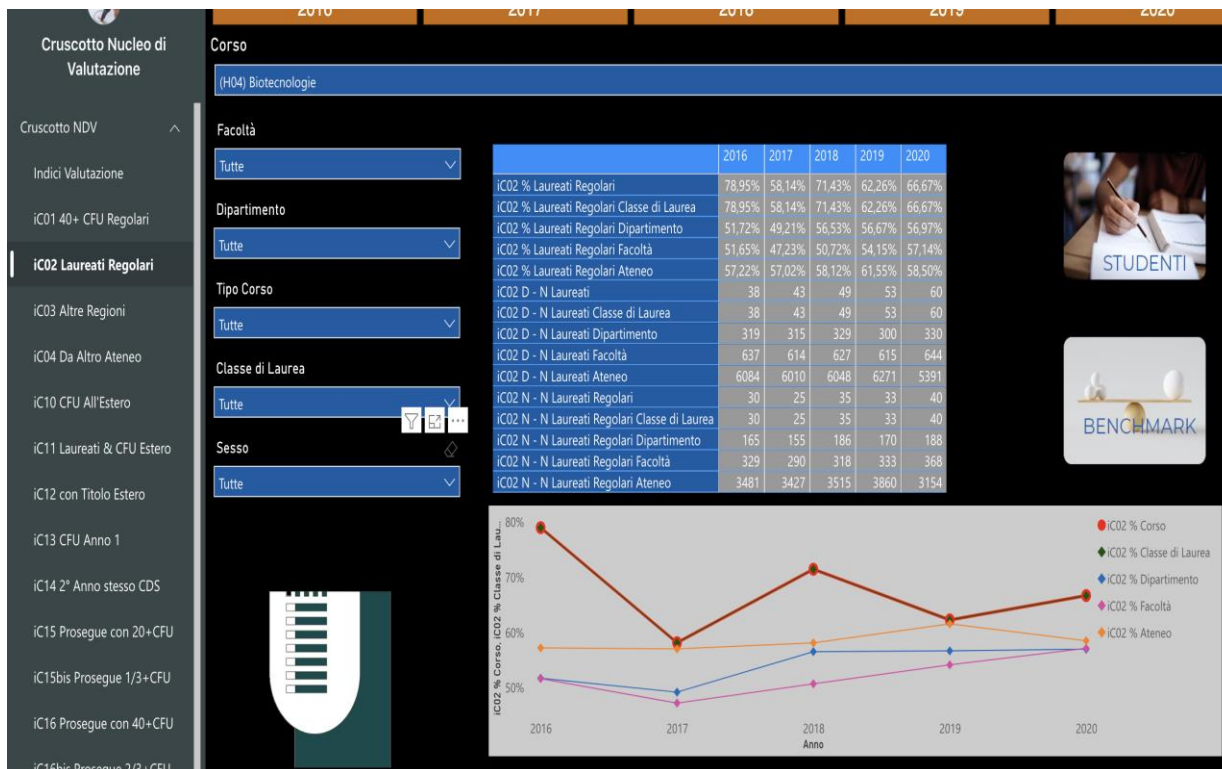 2016 2017 2018 2019 2020
Cruscotto Nucleo di
Valutazione
Cruscotto NDV
Indici Valutazione
iC01 40+ CFU Regolari
iC02 Laureati Regolari
iC03 Altre Regioni
iC04 Da Altro Ateneo
iC10 CFU All'Estero
iC11 Laureati & CFU Estero
iC12 con Titolo Estero
iC13 CFU Anno 1
iC14 2° Anno stesso CDS
iC15 Prosegue con 20+CFU
iC15bis Prosegue 1/3+CFU
iC16 Prosegue con 40+CFU
iC16bis Prosegue 2/3+CFU
Corso
(H04) Biotecnologie
Facoltà
Tutte
Dipartimento
Tutte
Tipo Corso
Tutte
Classe di Laurea
Tutte
Sesso
Tutte
2016 2017 2018 2019 2020
iC02 % Laureati Regolari 78,95% 58,14% 71,43% 62,26% 66,67%
iC02 % Laureati Regolari Classe di Laurea 78,95% 58,14% 71,43% 62,26% 66,67%
iC02 % Laureati Regolari Dipartimento 51,72% 49,21% 56,53% 56,67% 56,97%
iC02 % Laureati Regolari Facoltà 51,65% 47,23% 50,72% 54,15% 57,14%
iC02 % Laureati Regolari Ateneo 57,22% 57,02% 58,12% 61,55% 58,50%
iC02 D - N Laureati 38 43 49 53 60
iC02 D - N Laureati Classe di Laurea 38 43 49 53 60
iC02 D - N Laureati Dipartimento 319 315 329 300 330
iC02 D - N Laureati Facoltà 637 614 627 615 644
iC02 D - N Laureati Ateneo 6084 6010 6048 6271 5391
iC02 N - N Laureati Regolari 30 25 35 33 40
iC02 N - N Laureati Regolari Classe di Laurea 30 25 35 33 40
iC02 N - N Laureati Regolari Dipartimento 165 155 186 170 188
iC02 N - N Laureati Regolari Facoltà 329 290 318 333 368
iC02 N - N Laureati Regolari Ateneo 3481 3427 3515 3860 3154
STUDENTI
BENCHMARK
iC02 % Corso, iC02 % Classe di Lau...
80%
70%
60%
50%
2016 2017 2018 2019 2020
Anno
iC02 % Corso
iC02 % Classe di Laurea
iC02 % Dipartimento
iC02 % Facoltà
iC02 % Ateneo